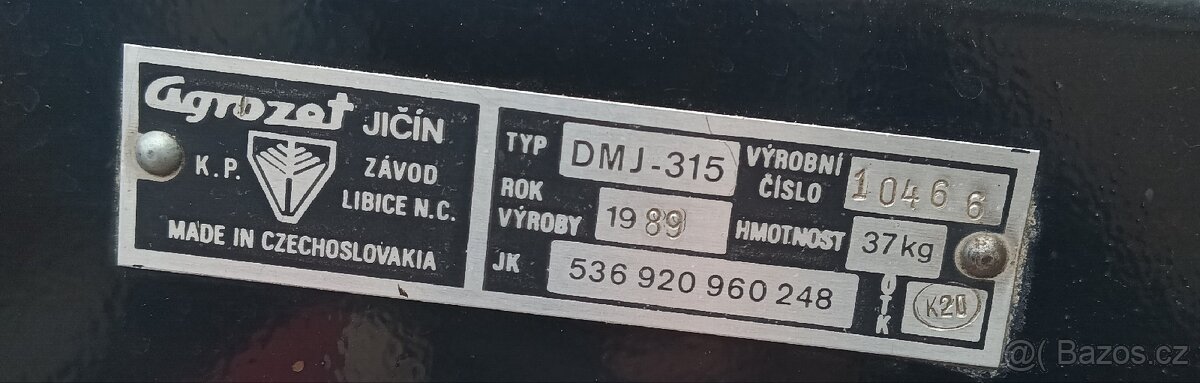 agrozet JIČÍN
K.P. ZÁVOD
LIBICE N.C.
MADE IN CZECHOSLOVAKIA
TYP DMJ-315 VÝROBNÍ ČÍSLO 10466
ROK VÝROBY 1989 HMOTNOST 37kg
JK 536 920 960 248 OTK K20
@( Bazos.cz